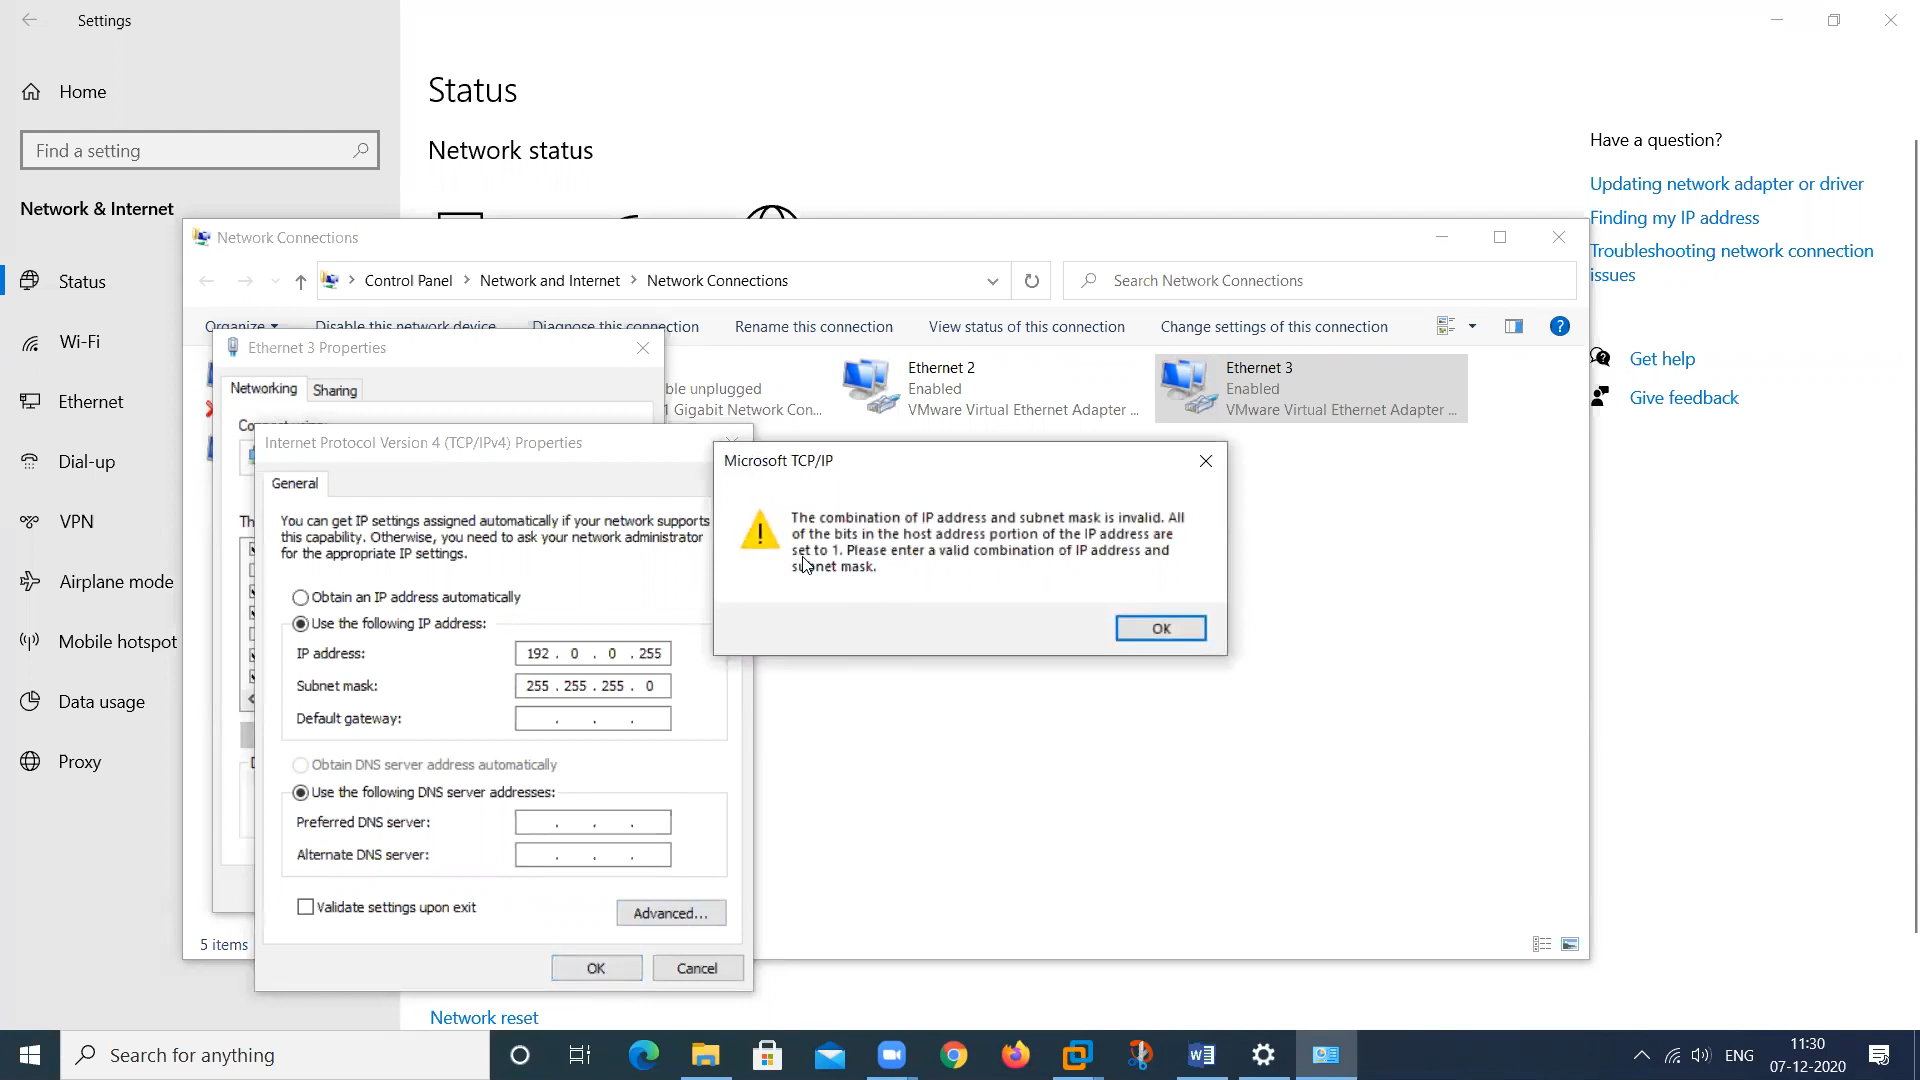 Settings
Home
Find a setting
Network & Internet
Status
Wi-Fi
Ethernet
Dial-up
VPN
Airplane mode
Mobile hotspot
Data usage
Proxy
Status
Network status
Have a question?
Updating network adapter or driver
Finding my IP address
Troubleshooting network connection
issues
Get help
Give feedback
Network Connections
Control Panel > Network and Internet > Network Connections
Search Network Connections
Organize Disable this network device Diagnose this connection Rename this connection View status of this connection Change settings of this connection
ble unplugged
1 Gigabit Network Con...
Ethernet 2
Enabled
VMware Virtual Ethernet Adapter ...
Ethernet 3
Enabled
VMware Virtual Ethernet Adapter ...
Ethernet 3 Properties
Networking Sharing
Th
Internet Protocol Version 4 (TCP/IPv4) Properties
General
You can get IP settings assigned automatically if your network supports
this capability. Otherwise, you need to ask your network administrator
for the appropriate IP settings.
Obtain an IP address automatically
Use the following IP address:
IP address: 192 . 0 . 0 . 255
Subnet mask: 255 . 255 . 255 . 0
Default gateway: . . .
Obtain DNS server address automatically
Use the following DNS server addresses:
Preferred DNS server: . . .
Alternate DNS server: . . .
Validate settings upon exit
Advanced...
OK Cancel
Microsoft TCP/IP
The combination of IP address and subnet mask is invalid. All
of the bits in the host address portion of the IP address are
set to 1. Please enter a valid combination of IP address and
subnet mask.
OK
5 items
Network reset
Search for anything
ENG
11:30
07-12-2020